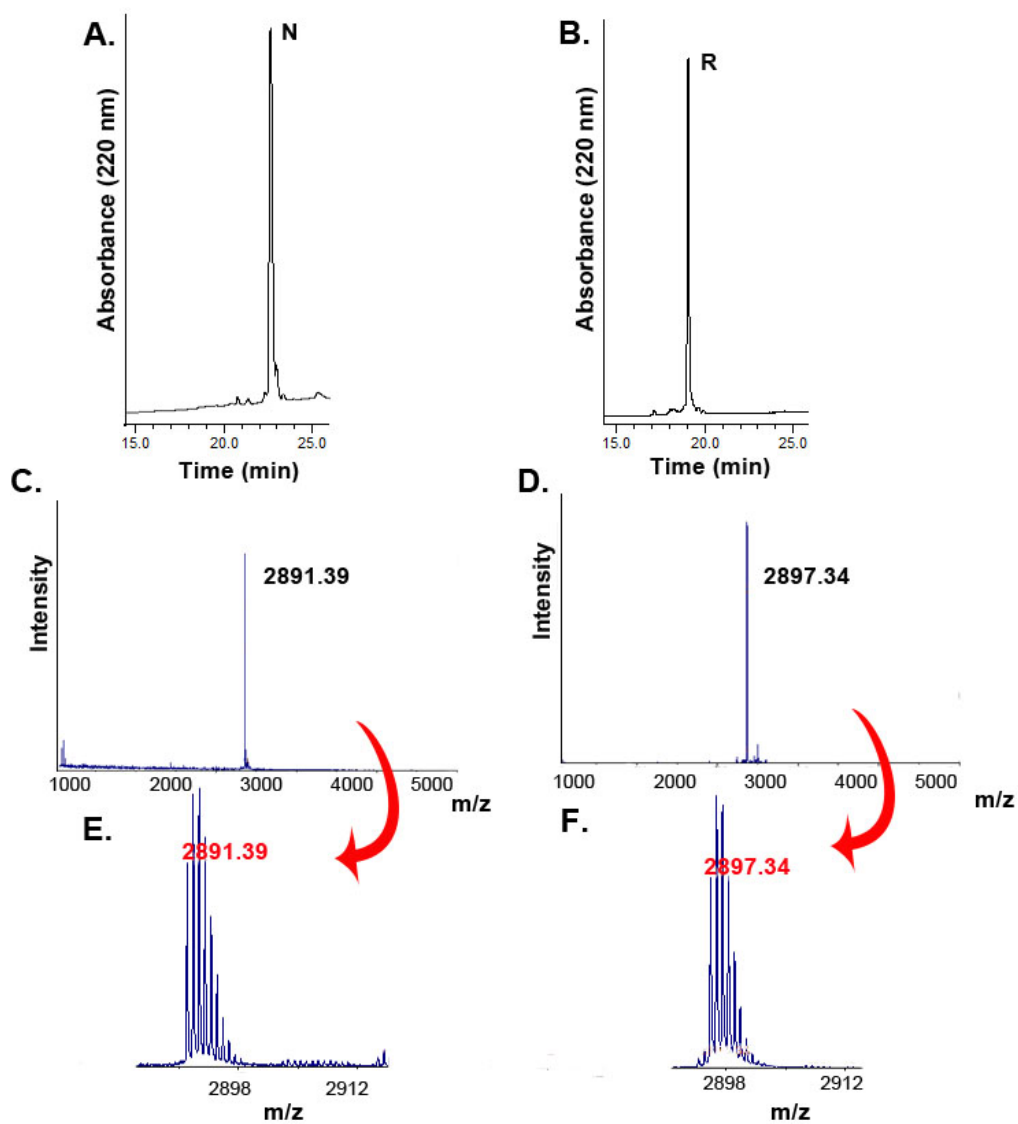 A.
N
Absorbance (220 nm)
15.0 20.0 25.0
Time (min)
B.
R
Absorbance (220 nm)
15.0 20.0 25.0
Time (min)
C.
2891.39
Intensity
1000 2000 3000 4000 5000
m/z
D.
2897.34
Intensity
1000 2000 3000 4000 5000
m/z
E.
2891.39
2898 2912
m/z
F.
2897.34
2898 2912
m/z